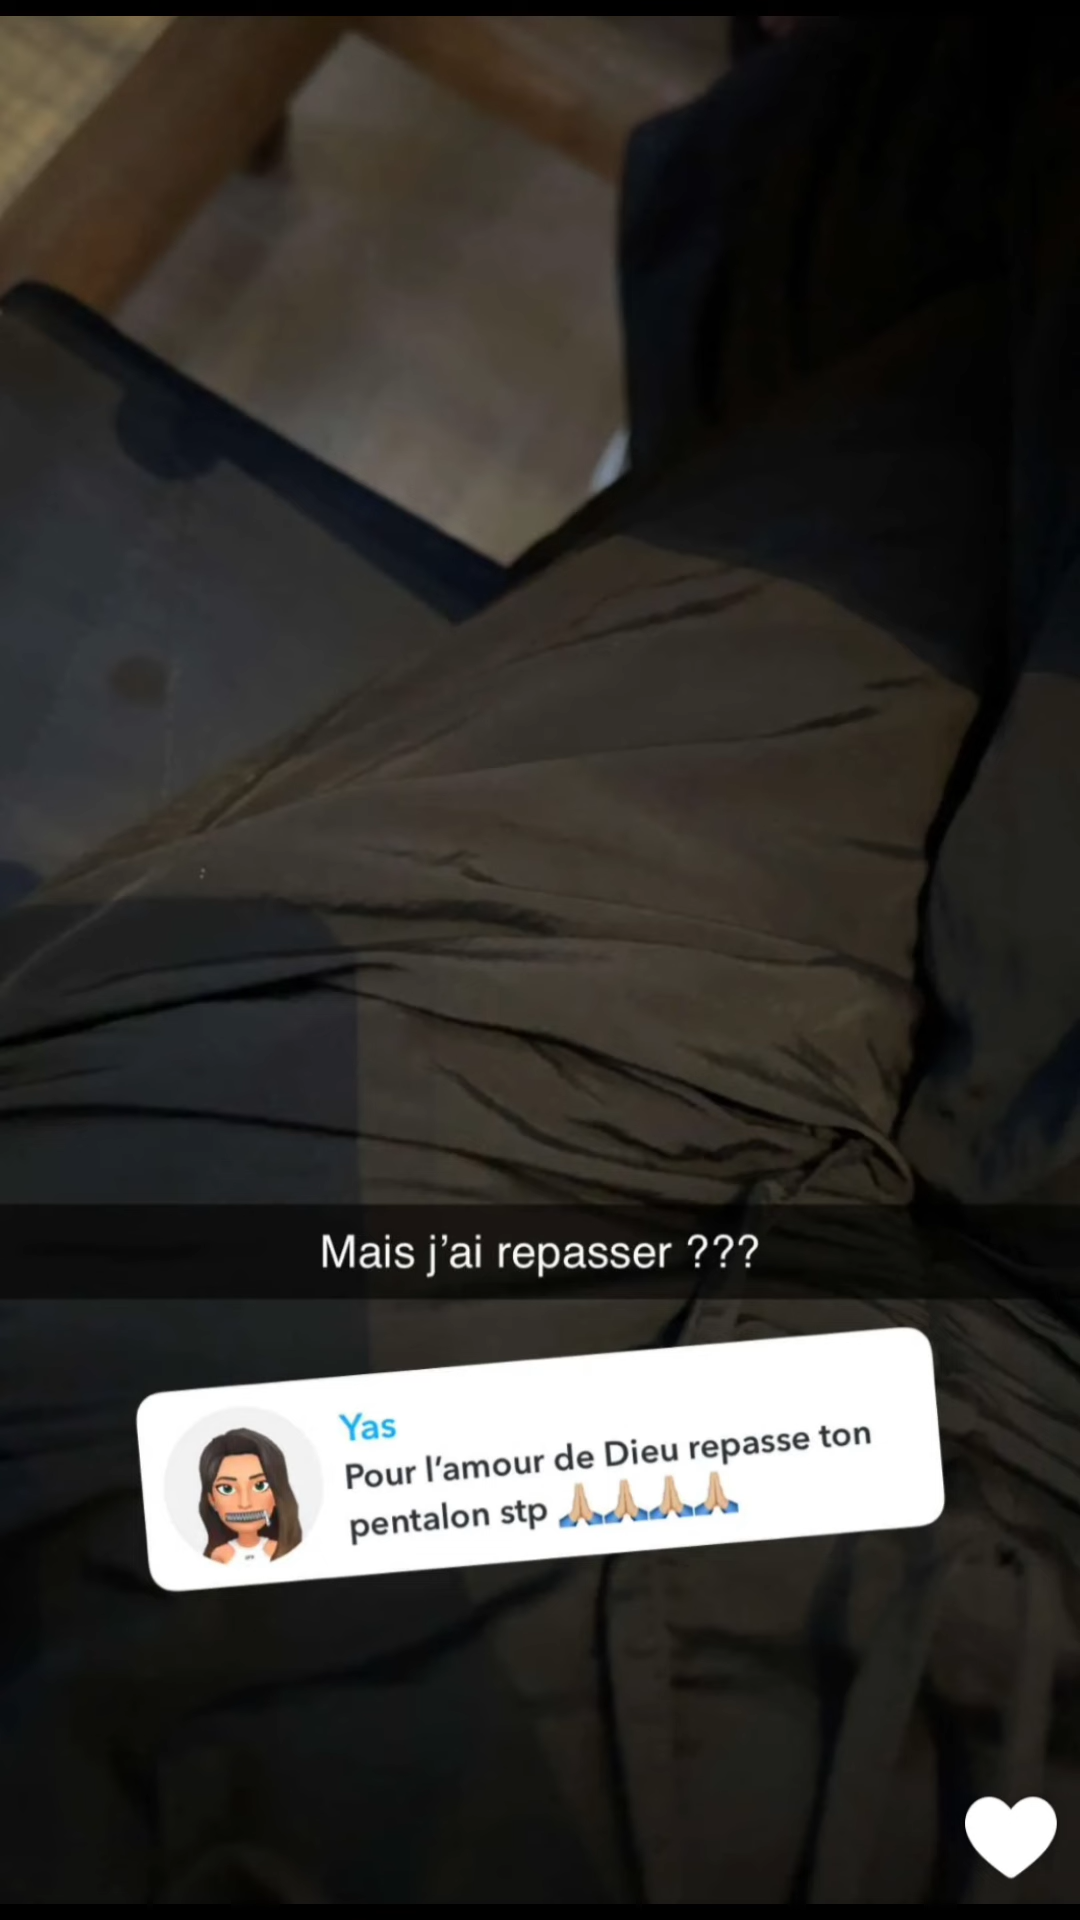 Mais j’ai repasser ???
Yas
Pour l’amour de Dieu repasse ton
pentalon stp 🙏🏼🙏🏼🙏🏼🙏🏼